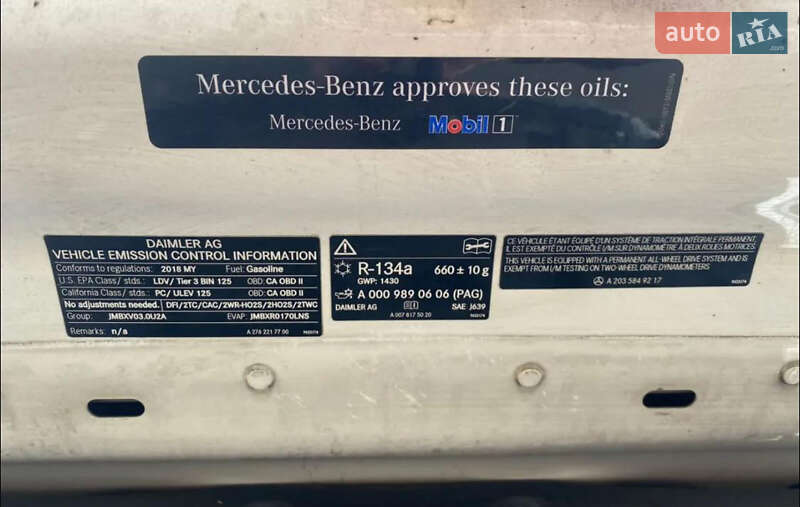 auto RIA .com
Mercedes-Benz approves these oils:
Mercedes-Benz Mobil 1
DAIMLER AG
VEHICLE EMISSION CONTROL INFORMATION
Conforms to regulations: 2018 MY Fuel: Gasoline
U.S. EPA Class/ stds.: LDV/ Tier 3 BIN 125 OBD: CA OBD II
California Class/ stds.: PC/ ULEV 125 OBD: CA OBD II
No adjustments needed. DFI/2TC/CAC/2WR-HO2S/2HO2S/2TWC
Group: JMBXV03.0U2A EVAP: JMBXR0170LNS
Remarks: n/a A 276 221 77 00
R-134a 660 ± 10 g
GWP: 1430
A 000 989 06 06 (PAG)
DAIMLER AG SAE J639
A 007 817 50 20
CE VÉHICULE ÉTANT ÉQUIPÉ D'UN SYSTÈME DE TRACTION INTÉGRALE PERMANENT,
IL EST EXEMPTÉ DU CONTRÔLE I/M SUR DYNAMOMÈTRE À DEUX ROUES MOTRICES
THIS VEHICLE IS EQUIPPED WITH A PERMANENT ALL-WHEEL DRIVE SYSTEM AND IS
EXEMPT FROM I/M TESTING ON TWO-WHEEL DRIVE DYNAMOMETERS
A 203 584 92 17